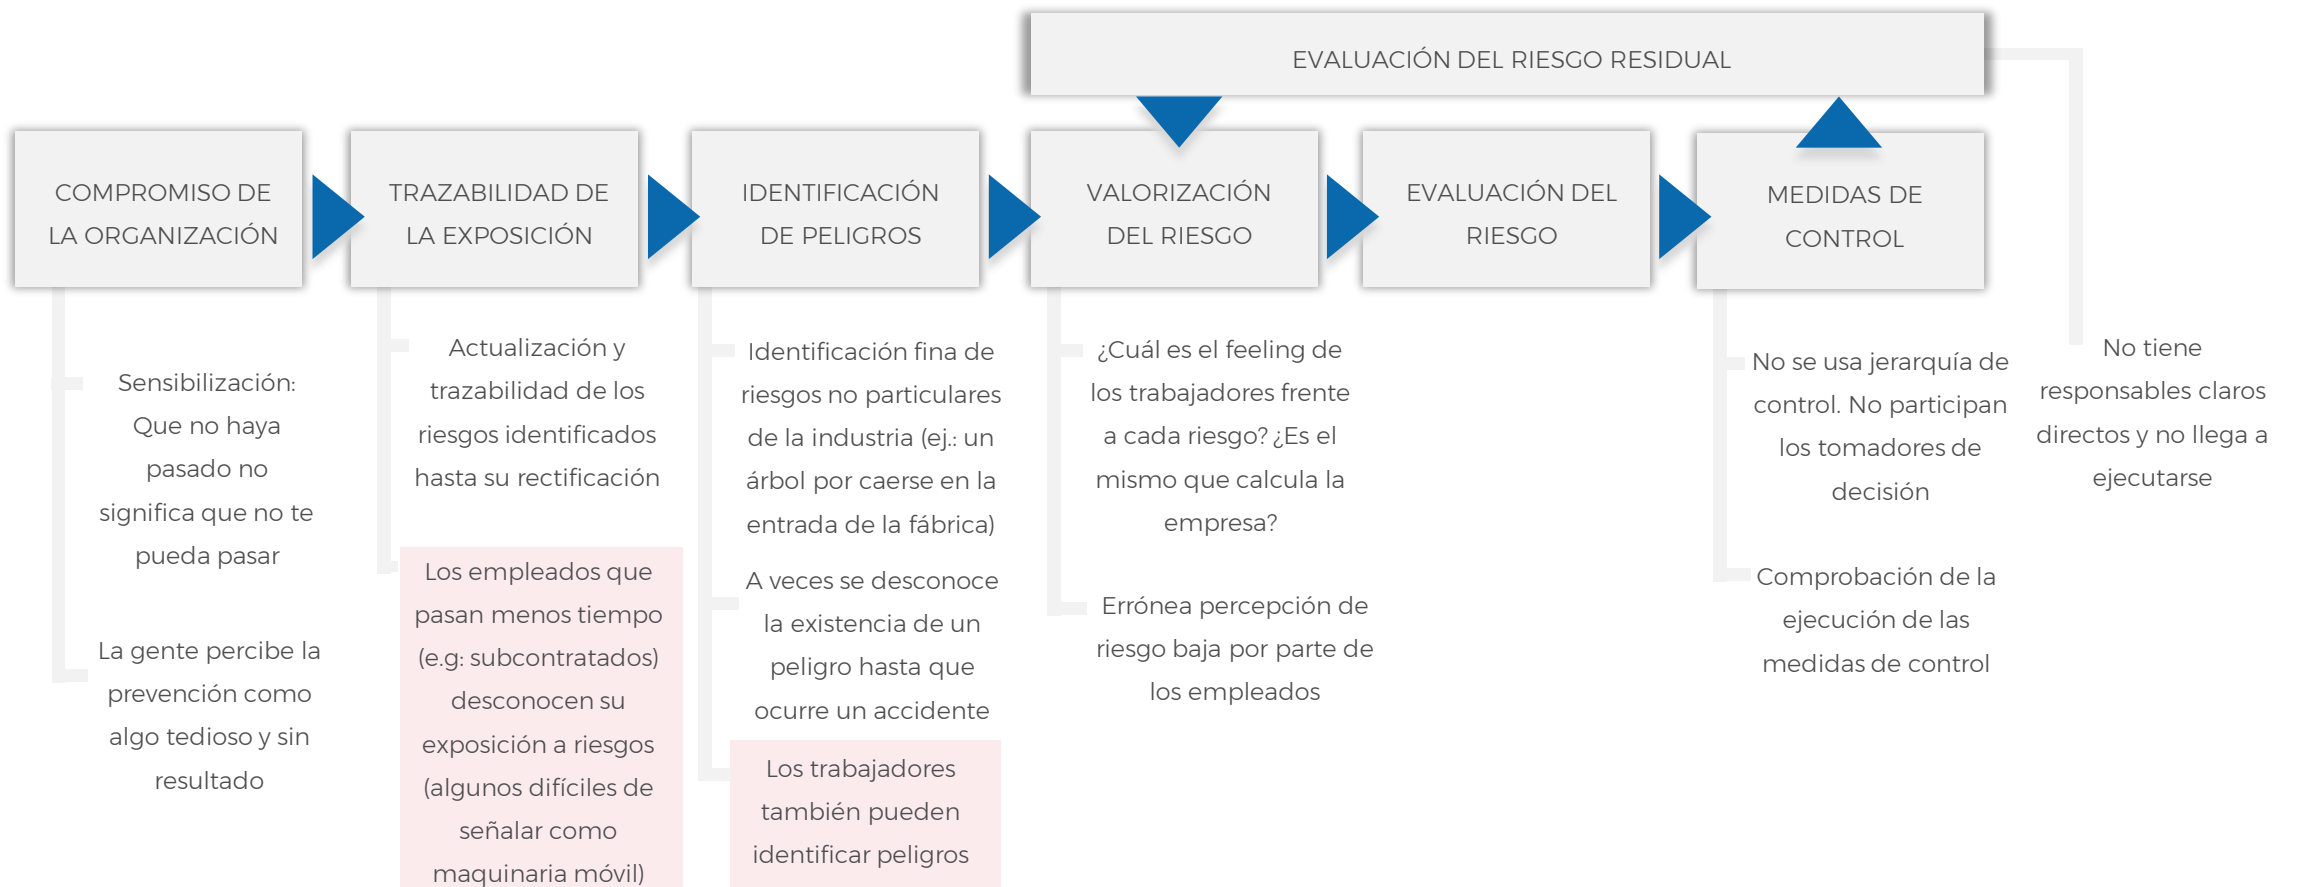 EVALUACIÓN DEL RIESGO RESIDUAL
COMPROMISO DE
LA ORGANIZACIÓN
TRAZABILIDAD DE
LA EXPOSICIÓN
IDENTIFICACIÓN
DE PELIGROS
VALORIZACIÓN
DEL RIESGO
EVALUACIÓN DEL
RIESGO
MEDIDAS DE
CONTROL
Sensibilización:
Que no haya
pasado no
significa que no te
pueda pasar
La gente percibe la
prevención como
algo tedioso y sin
resultado
Actualización y
trazabilidad de los
riesgos identificados
hasta su rectificación
Los empleados que
pasan menos tiempo
(e.g: subcontratados)
desconocen su
exposición a riesgos
(algunos difíciles de
señalar como
maquinaria móvil)
Identificación fina de
riesgos no particulares
de la industria (ej.: un
árbol por caerse en la
entrada de la fábrica)
A veces se desconoce
la existencia de un
peligro hasta que
ocurre un accidente
Los trabajadores
también pueden
identificar peligros
¿Cuál es el feeling de
los trabajadores frente
a cada riesgo? ¿Es el
mismo que calcula la
empresa?
Errónea percepción de
riesgo baja por parte de
los empleados
No se usa jerarquía de
control. No participan
los tomadores de
decisión
Comprobación de la
ejecución de las
medidas de control
No tiene
responsables claros
directos y no llega a
ejecutarse